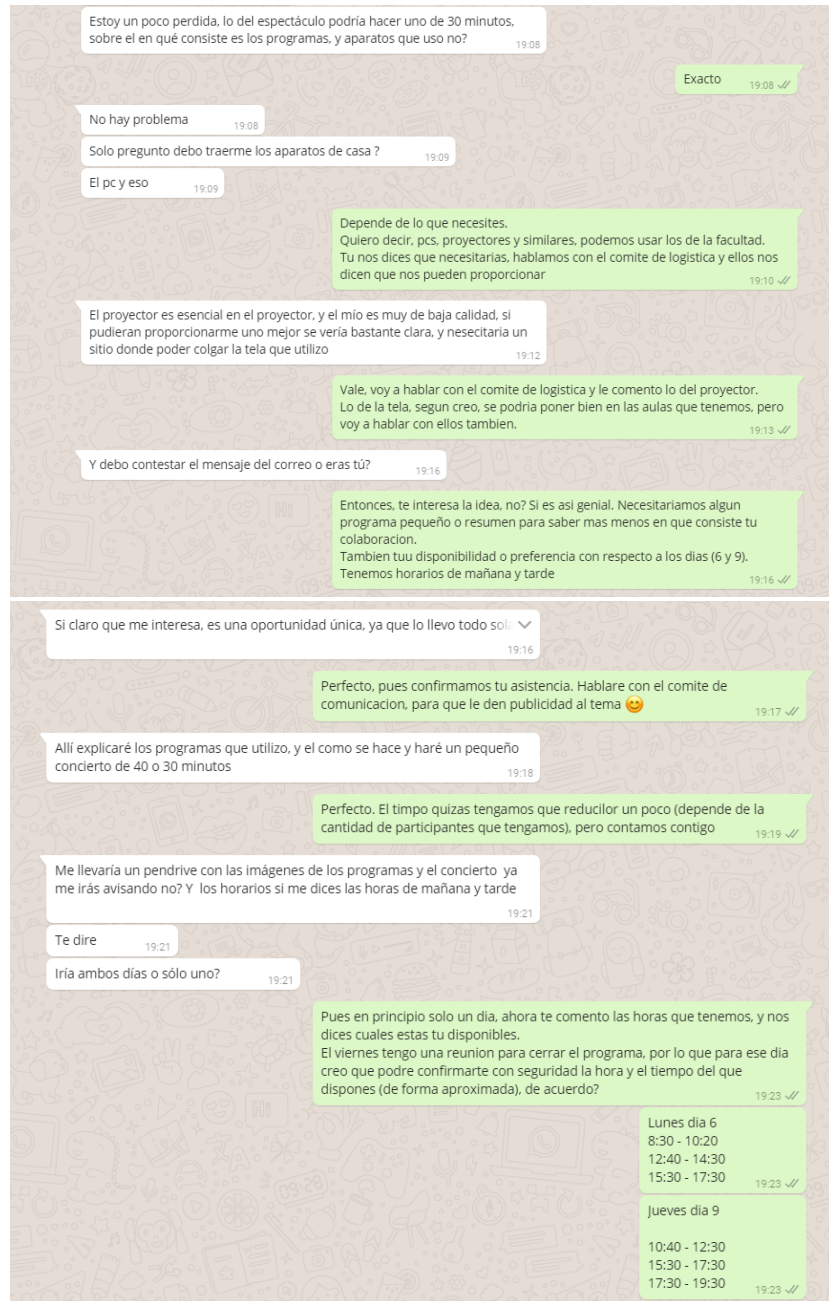 Estoy un poco perdida, lo del espectáculo podría hacer uno de 30 minutos,
sobre el en qué consiste es los programas, y aparatos que uso no?
19:08
Exacto
19:08
No hay problema
19:08
Solo pregunto debo traerme los aparatos de casa ?
19:09
El pc y eso
19:09
Depende de lo que necesites.
Quiero decir, pcs, proyectores y similares, podemos usar los de la facultad.
Tu nos dices que necesitarias, hablamos con el comite de logistica y ellos nos
dicen que nos pueden proporcionar
19:10
El proyector es esencial en el proyector, y el mío es muy de baja calidad, si
pudieran proporcionarme uno mejor se vería bastante clara, y nesecitaria un
sitio donde poder colgar la tela que utilizo
19:12
Vale, voy a hablar con el comite de logistica y le comento lo del proyector.
Lo de la tela, segun creo, se podria poner bien en las aulas que tenemos, pero
voy a hablar con ellos tambien.
19:13
Y debo contestar el mensaje del correo o eras tú?
19:16
Entonces, te interesa la idea, no? Si es asi genial. Necesitariamos algun
programa pequeño o resumen para saber mas menos en que consiste tu
colaboracion.
Tambien tuu disponibilidad o preferencia con respecto a los dias (6 y 9).
Tenemos horarios de mañana y tarde
19:16
Si claro que me interesa, es una oportunidad única, ya que lo llevo todo sola
19:16
Perfecto, pues confirmamos tu asistencia. Hablare con el comite de
comunicacion, para que le den publicidad al tema 😊
19:17
Allí explicaré los programas que utilizo, y el como se hace y haré un pequeño
concierto de 40 o 30 minutos
19:18
Perfecto. El timpo quizas tengamos que reducilor un poco (depende de la
cantidad de participantes que tengamos), pero contamos contigo
19:19
Me llevaría un pendrive con las imágenes de los programas y el concierto ya
me irás avisando no? Y los horarios si me dices las horas de mañana y tarde
19:21
Te dire
19:21
Iría ambos días o sólo uno?
19:21
Pues en principio solo un dia, ahora te comento las horas que tenemos, y nos
dices cuales estas tu disponibles.
El viernes tengo una reunion para cerrar el programa, por lo que para ese dia
creo que podre confirmarte con seguridad la hora y el tiempo del que
dispones (de forma aproximada), de acuerdo?
19:23
Lunes dia 6
8:30 - 10:20
12:40 - 14:30
15:30 - 17:30
19:23
Jueves dia 9
10:40 - 12:30
15:30 - 17:30
17:30 - 19:30
19:23